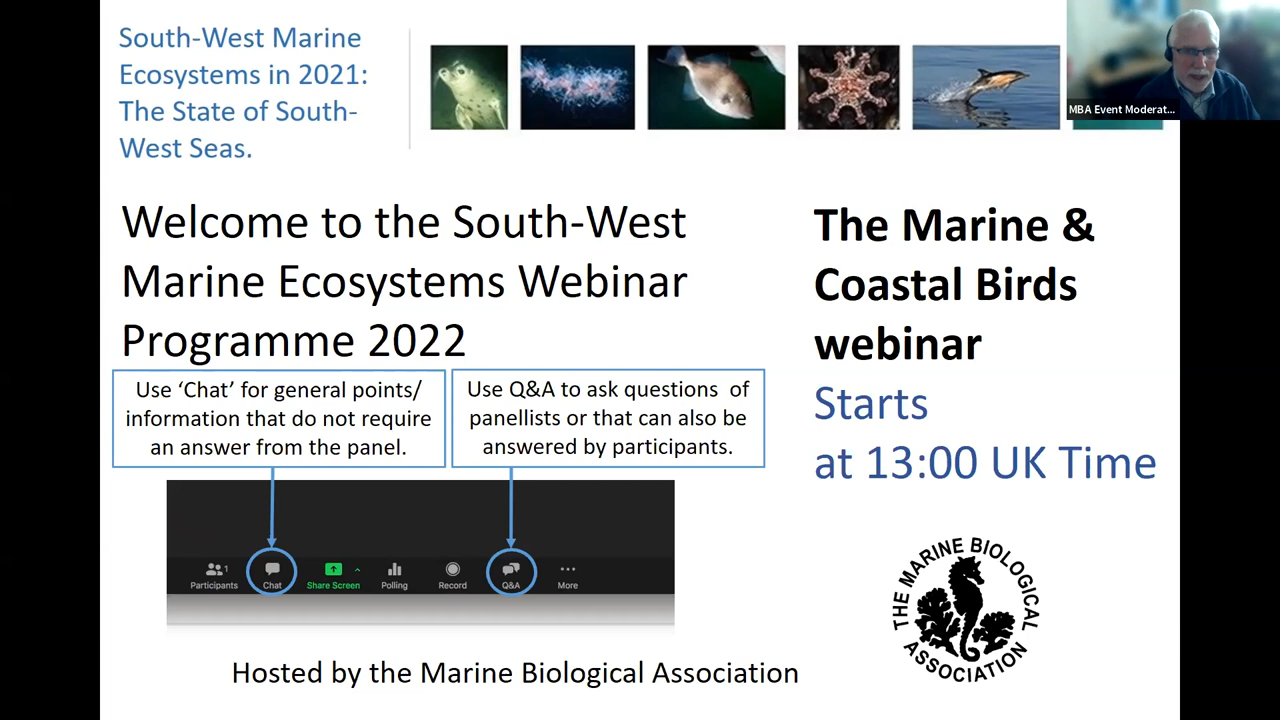 South-West Marine
Ecosystems in 2021:
The State of South-
West Seas.
MBA Event Moderat...
Welcome to the South-West
Marine Ecosystems Webinar
Programme 2022
The Marine &
Coastal Birds
webinar
Starts
at 13:00 UK Time
Use ‘Chat’ for general points/
information that do not require
an answer from the panel.
Use Q&A to ask questions of
panellists or that can also be
answered by participants.
Participants
1
Chat
Share Screen
Polling
Record
Q&A
More
THE MARINE BIOLOGICAL
ASSOCIATION
Hosted by the Marine Biological Association